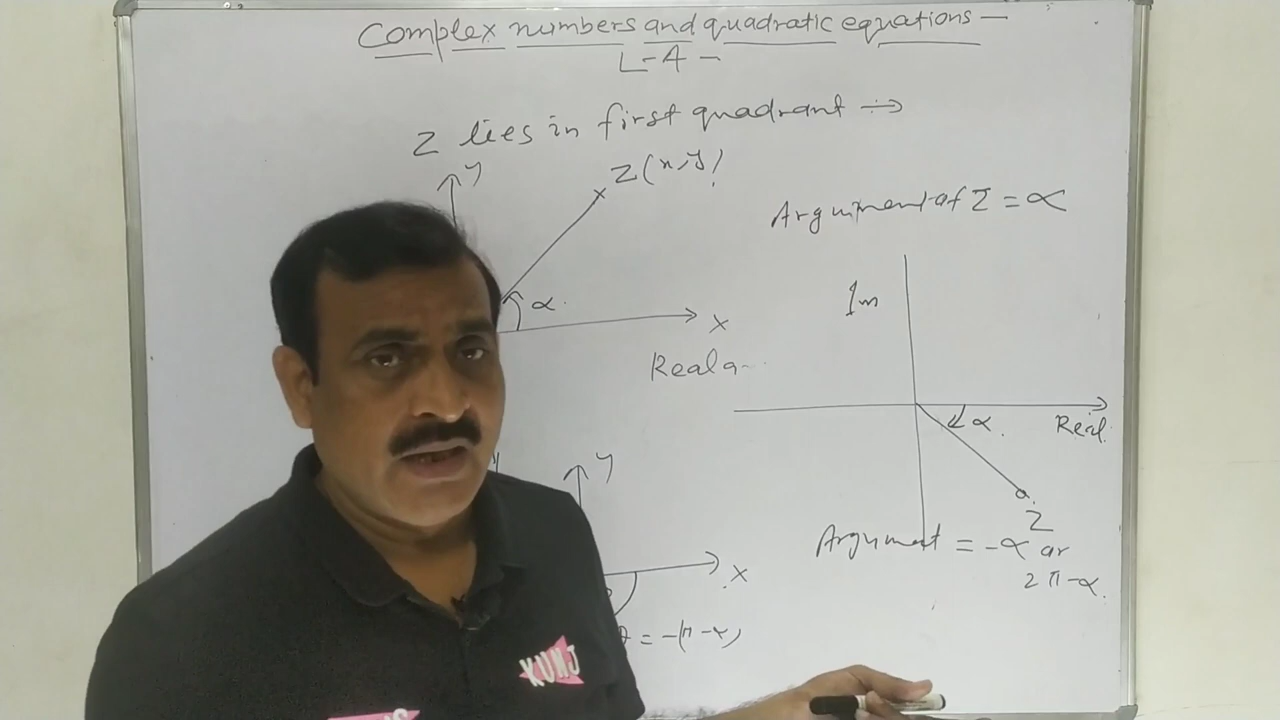 Complex numbers and quadratic equations -
L-4 -
Z lies in first quadrant →
y
Z(x,y)
Argument of Z = α
α
x
Real a-
Im
α
Real
Z
Argument = -α or
2π-α
y
x
= -(π-α)
KUNJ